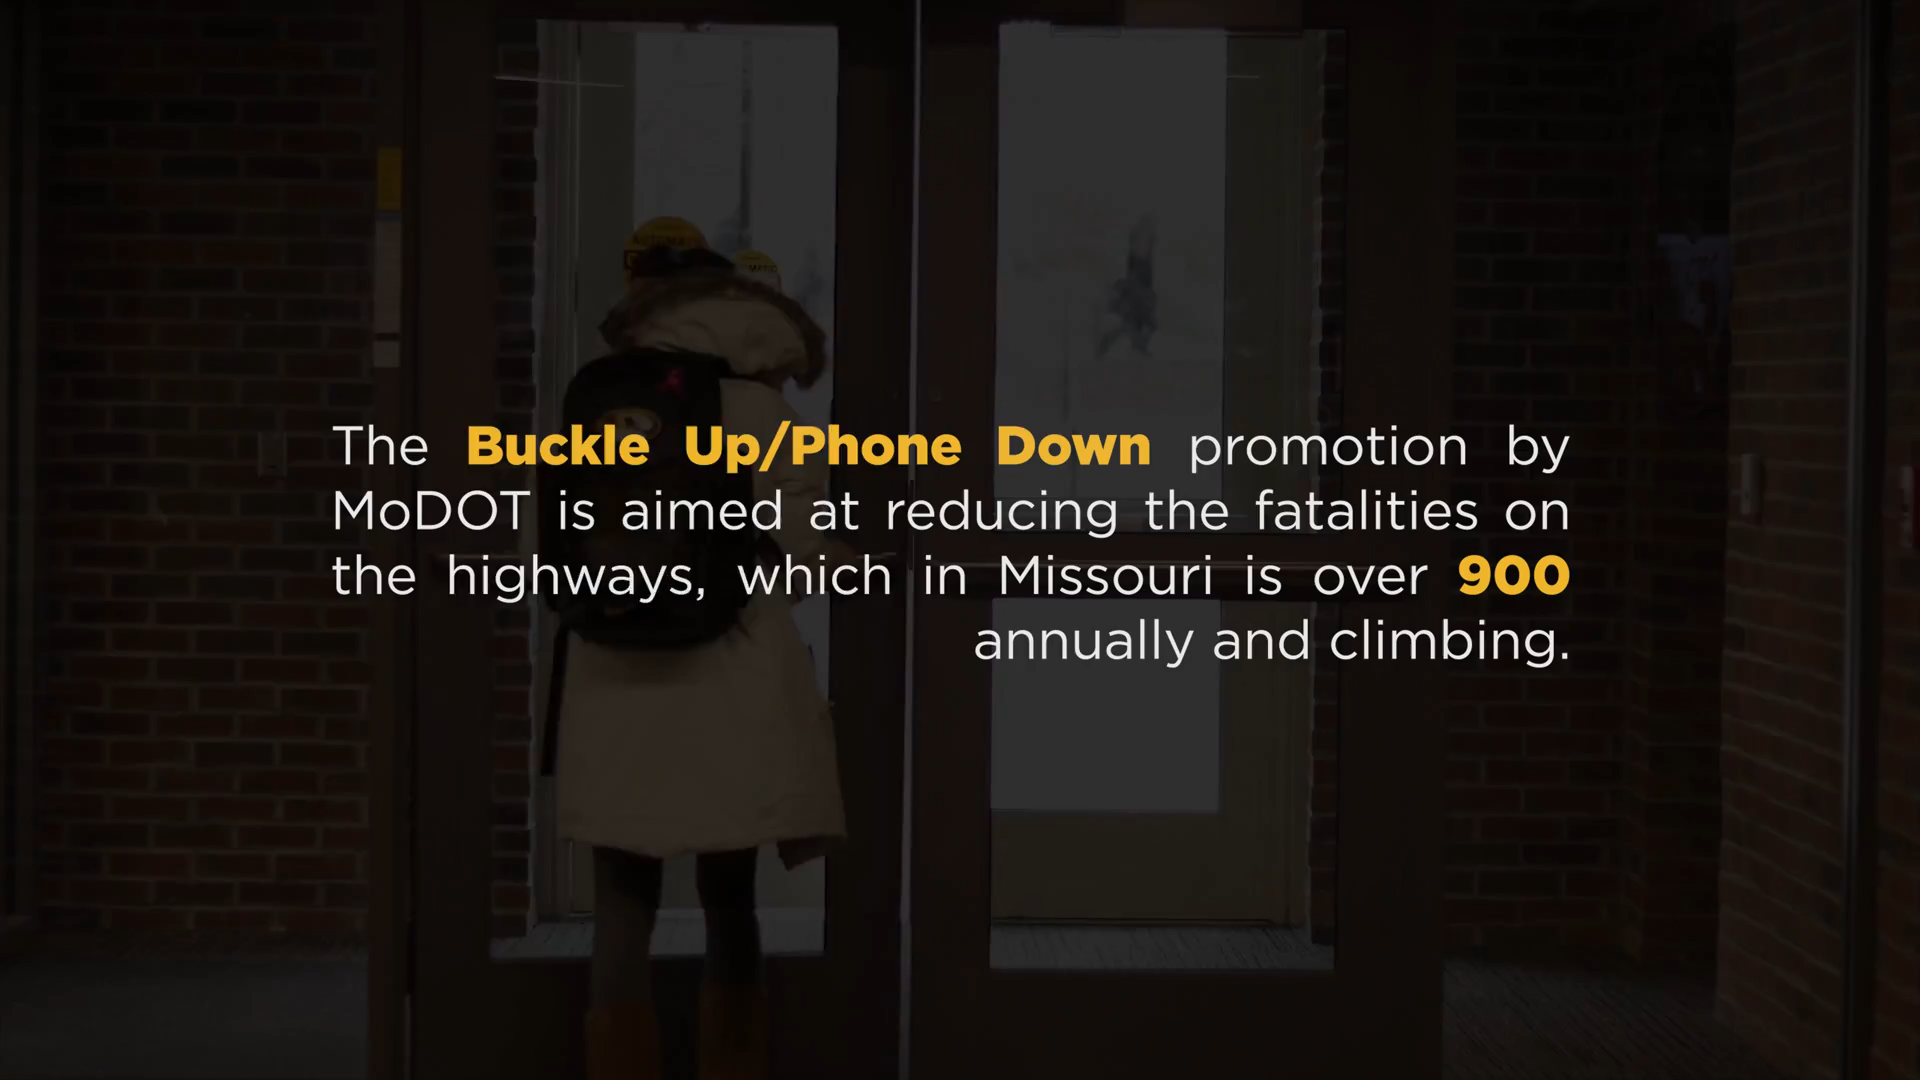 The Buckle Up/Phone Down promotion by
MoDOT is aimed at reducing the fatalities on
the highways, which in Missouri is over 900
annually and climbing.